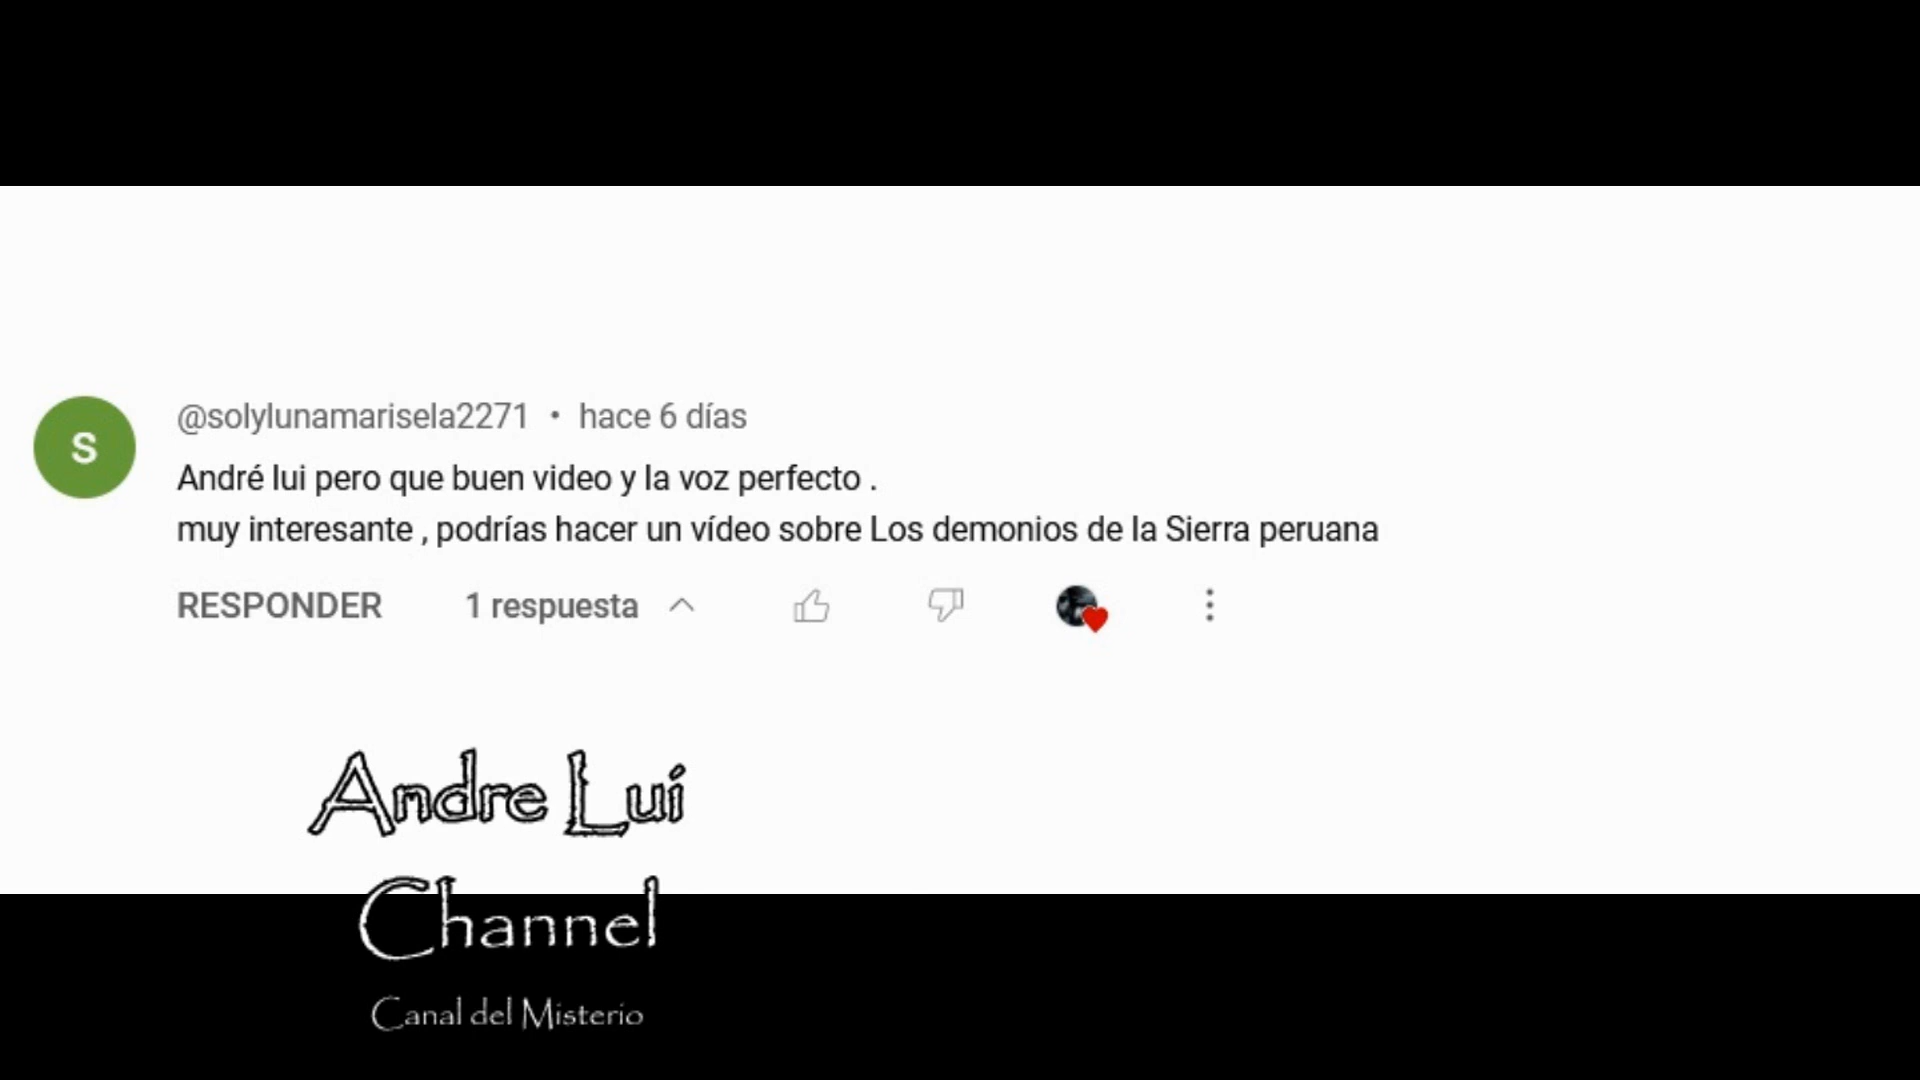 S
@solylunamarisela2271 • hace 6 días
André lui pero que buen video y la voz perfecto .
muy interesante , podrías hacer un vídeo sobre Los demonios de la Sierra peruana
RESPONDER 1 respuesta
Andre Lui
Channel
Canal del Misterio